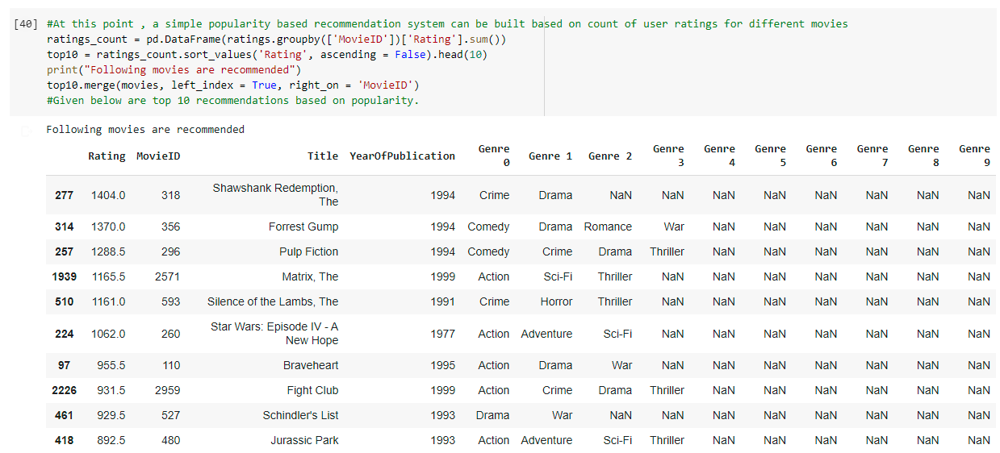 [40] #At this point , a simple popularity based recommendation system can be built based on count of user ratings for different movies
ratings_count = pd.DataFrame(ratings.groupby(['MovieID'])['Rating'].sum())
top10 = ratings_count.sort_values('Rating', ascending = False).head(10)
print("Following movies are recommended")
top10.merge(movies, left_index = True, right_on = 'MovieID')
#Given below are top 10 recommendations based on popularity.
Following movies are recommended
Rating MovieID Title YearOfPublication Genre 0 Genre 1 Genre 2 Genre 3 Genre 4 Genre 5 Genre 6 Genre 7 Genre 8 Genre 9
277 1404.0 318 Shawshank Redemption, The 1994 Crime Drama NaN NaN NaN NaN NaN NaN NaN NaN
314 1370.0 356 Forrest Gump 1994 Comedy Drama Romance War NaN NaN NaN NaN NaN NaN
257 1288.5 296 Pulp Fiction 1994 Comedy Crime Drama Thriller NaN NaN NaN NaN NaN NaN
1939 1165.5 2571 Matrix, The 1999 Action Sci-Fi Thriller NaN NaN NaN NaN NaN NaN NaN
510 1161.0 593 Silence of the Lambs, The 1991 Crime Horror Thriller NaN NaN NaN NaN NaN NaN NaN
224 1062.0 260 Star Wars: Episode IV - A New Hope 1977 Action Adventure Sci-Fi NaN NaN NaN NaN NaN NaN NaN
97 955.5 110 Braveheart 1995 Action Drama War NaN NaN NaN NaN NaN NaN NaN
2226 931.5 2959 Fight Club 1999 Action Crime Drama Thriller NaN NaN NaN NaN NaN NaN
461 929.5 527 Schindler's List 1993 Drama War NaN NaN NaN NaN NaN NaN NaN NaN
418 892.5 480 Jurassic Park 1993 Action Adventure Sci-Fi Thriller NaN NaN NaN NaN NaN NaN